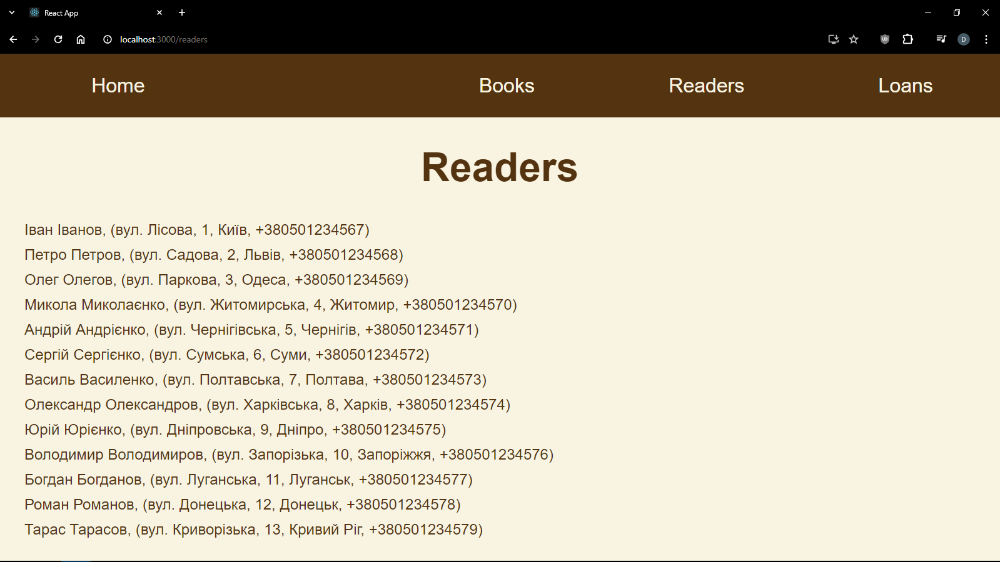 React App
localhost:3000/readers
D
Home Books Readers Loans
Readers
Іван Іванов, (вул. Лісова, 1, Київ, +380501234567)
Петро Петров, (вул. Садова, 2, Львів, +380501234568)
Олег Олегов, (вул. Паркова, 3, Одеса, +380501234569)
Микола Миколаєнко, (вул. Житомирська, 4, Житомир, +380501234570)
Андрій Андрієнко, (вул. Чернігівська, 5, Чернігів, +380501234571)
Сергій Сергієнко, (вул. Сумська, 6, Суми, +380501234572)
Василь Василенко, (вул. Полтавська, 7, Полтава, +380501234573)
Олександр Олександров, (вул. Харківська, 8, Харків, +380501234574)
Юрій Юрієнко, (вул. Дніпровська, 9, Дніпро, +380501234575)
Володимир Володимиров, (вул. Запорізька, 10, Запоріжжя, +380501234576)
Богдан Богданов, (вул. Луганська, 11, Луганськ, +380501234577)
Роман Романов, (вул. Донецька, 12, Донецьк, +380501234578)
Тарас Тарасов, (вул. Криворізька, 13, Кривий Ріг, +380501234579)